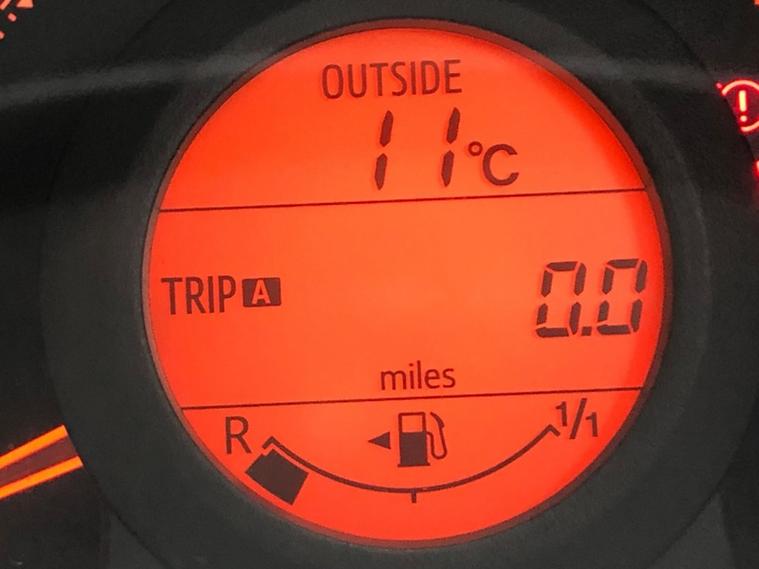 OUTSIDE
11°C
TRIP A 0.0
miles
R 1/1